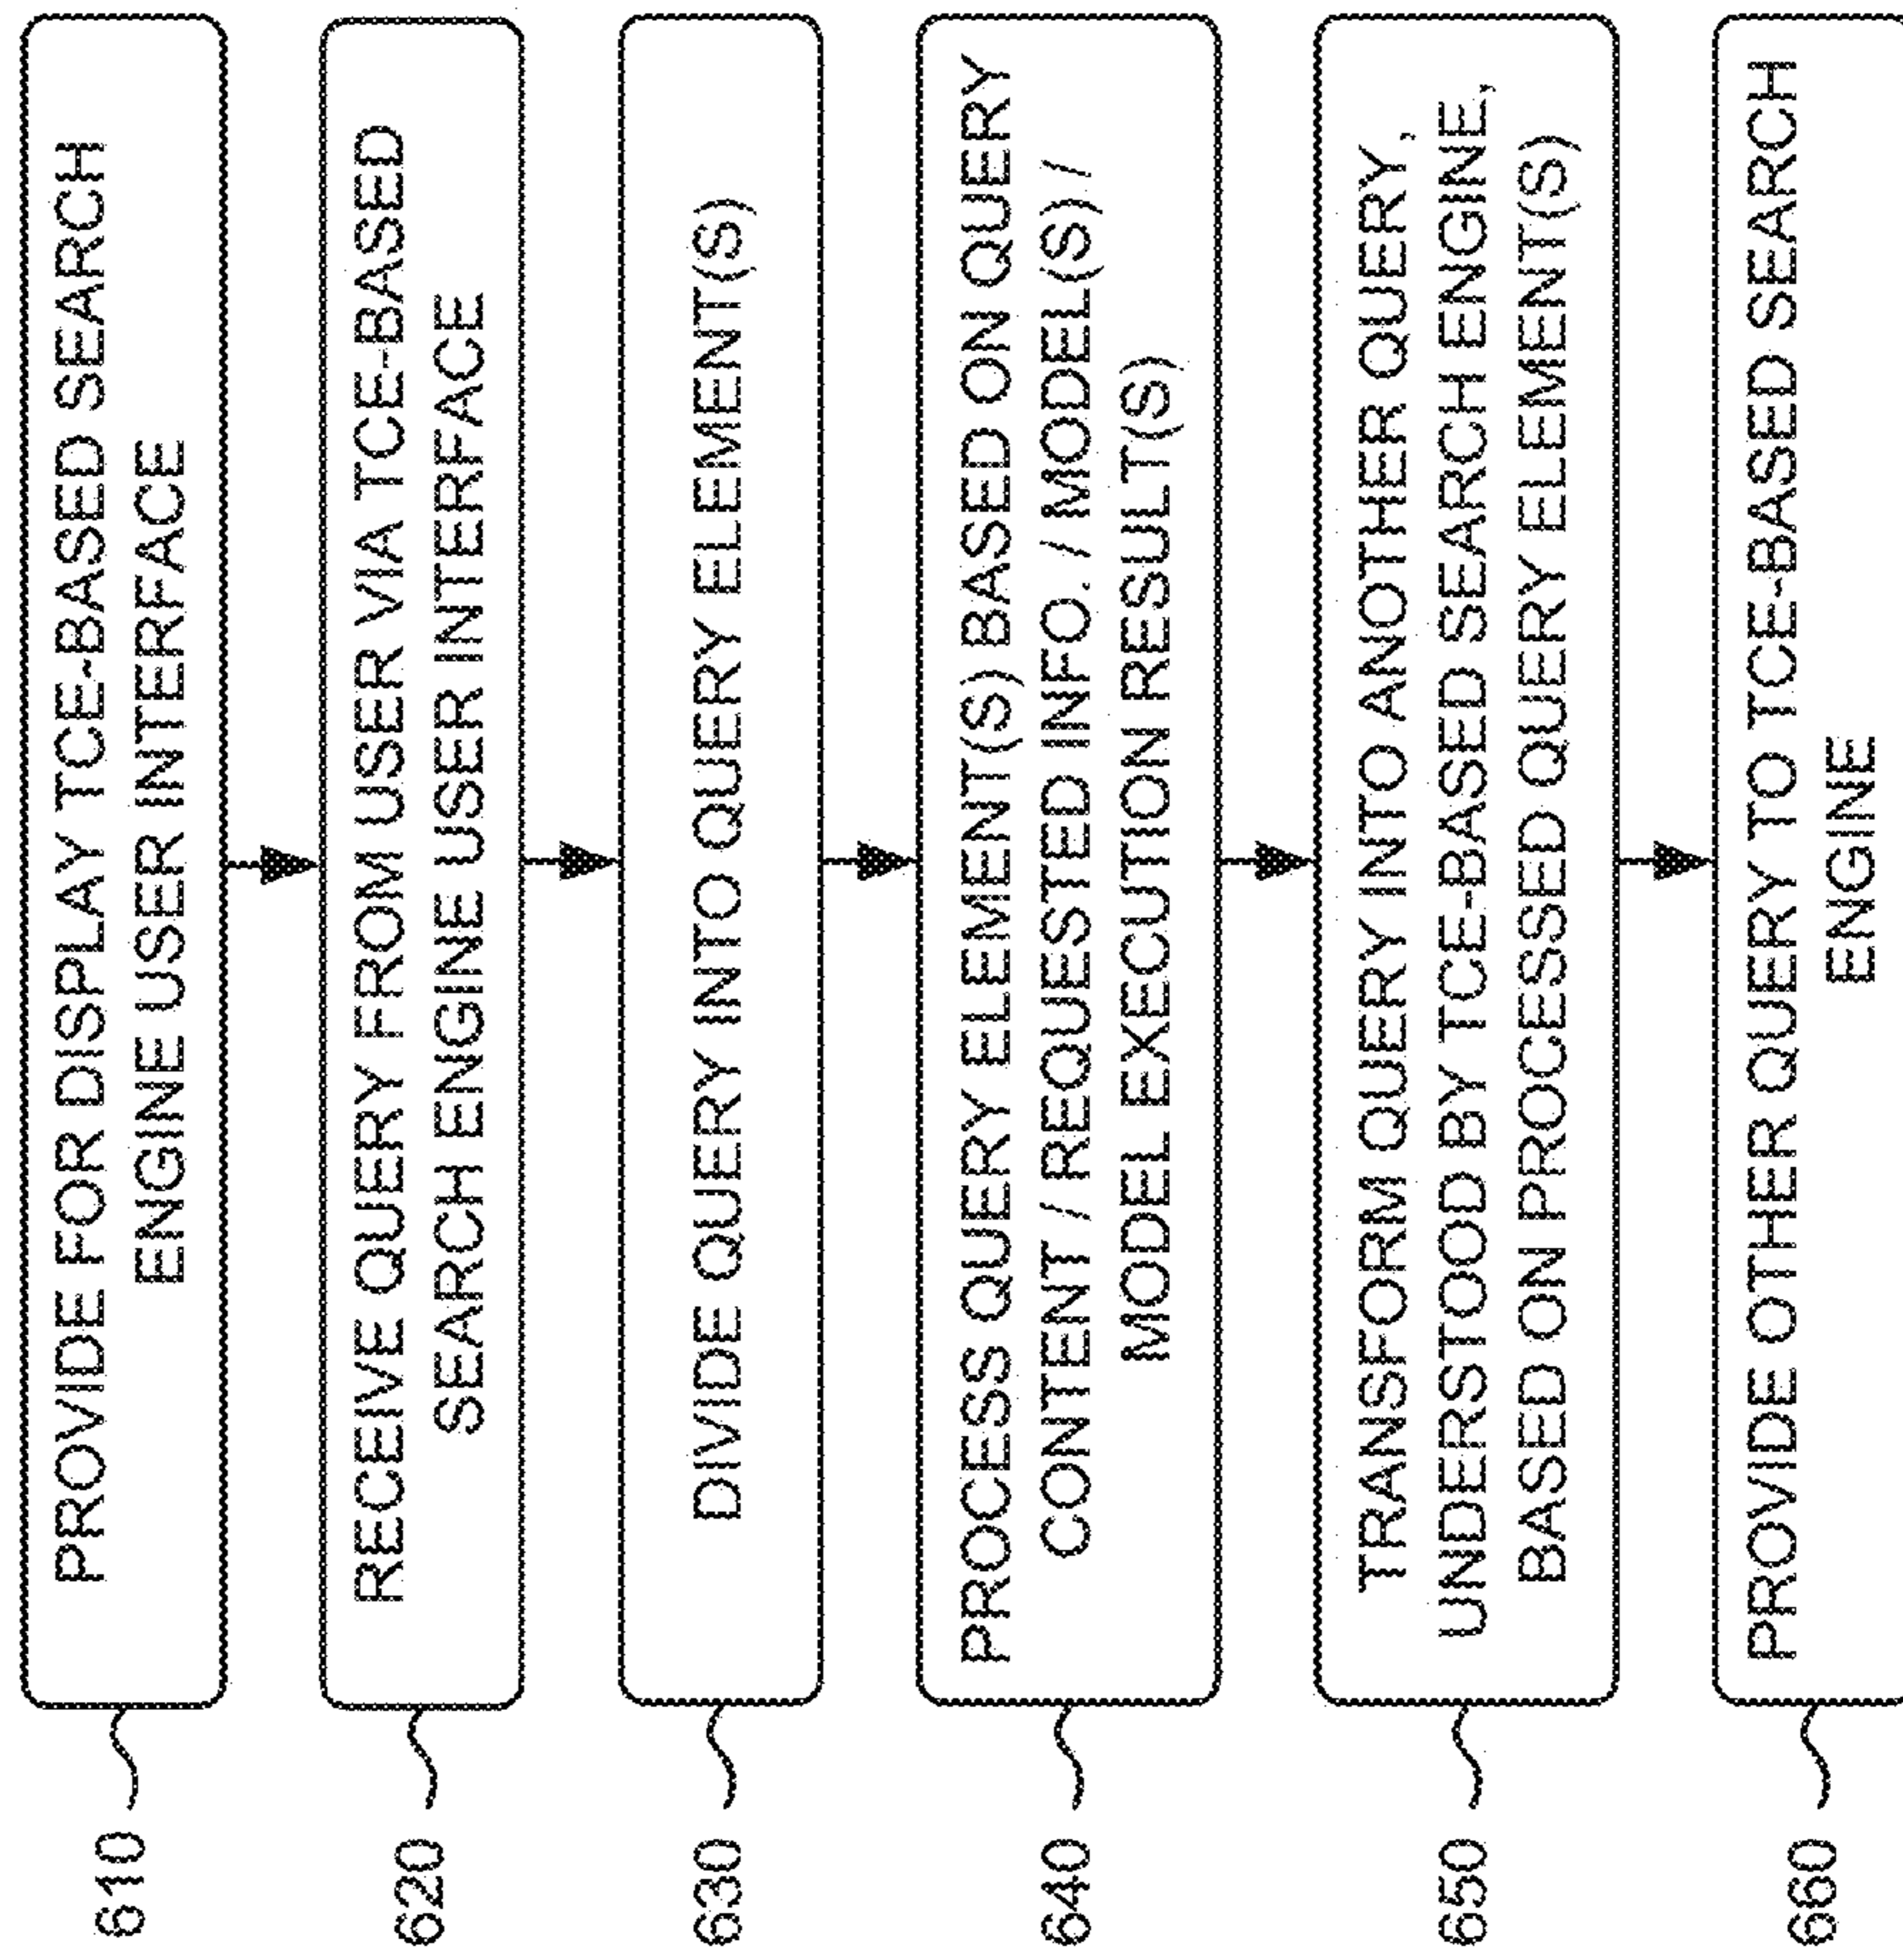 610
PROVIDE FOR DISPLAY TCE-BASED SEARCH
ENGINE USER INTERFACE
620
RECEIVE QUERY FROM USER VIA TCE-BASED
SEARCH ENGINE USER INTERFACE
630
DIVIDE QUERY INTO QUERY ELEMENT(S)
640
PROCESS QUERY ELEMENT(S) BASED ON QUERY
CONTENT / REQUESTED INFO. / MODEL(S) /
MODEL EXECUTION RESULT(S)
650
TRANSFORM QUERY INTO ANOTHER QUERY,
UNDERSTOOD BY TCE-BASED SEARCH ENGINE,
BASED ON PROCESSED QUERY ELEMENT(S)
660
PROVIDE OTHER QUERY TO TCE-BASED SEARCH
ENGINE